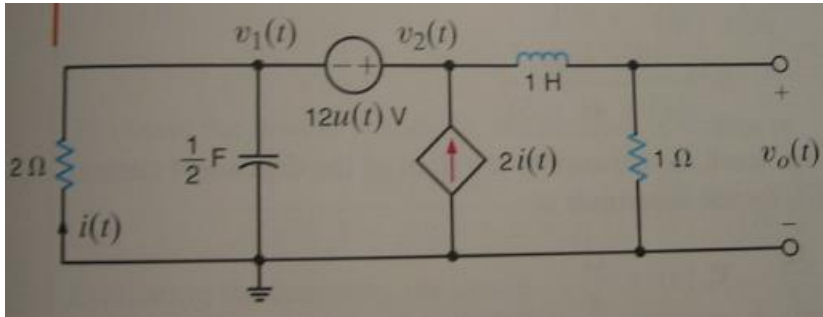 v₁(t) v₂(t)
− +
12u(t) V
1 H
2 Ω
1/2 F
2i(t)
1 Ω
+
vₒ(t)
−
i(t)